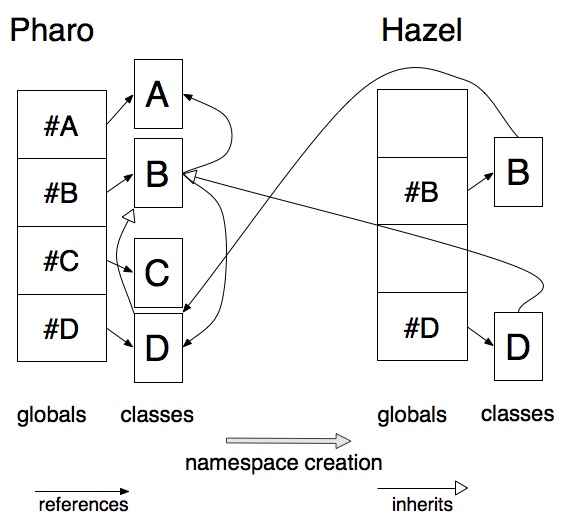 Pharo
Hazel
#A
#B
#C
#D
A
B
C
D
globals
classes
#B
#D
B
D
globals
classes
namespace creation
references
inherits